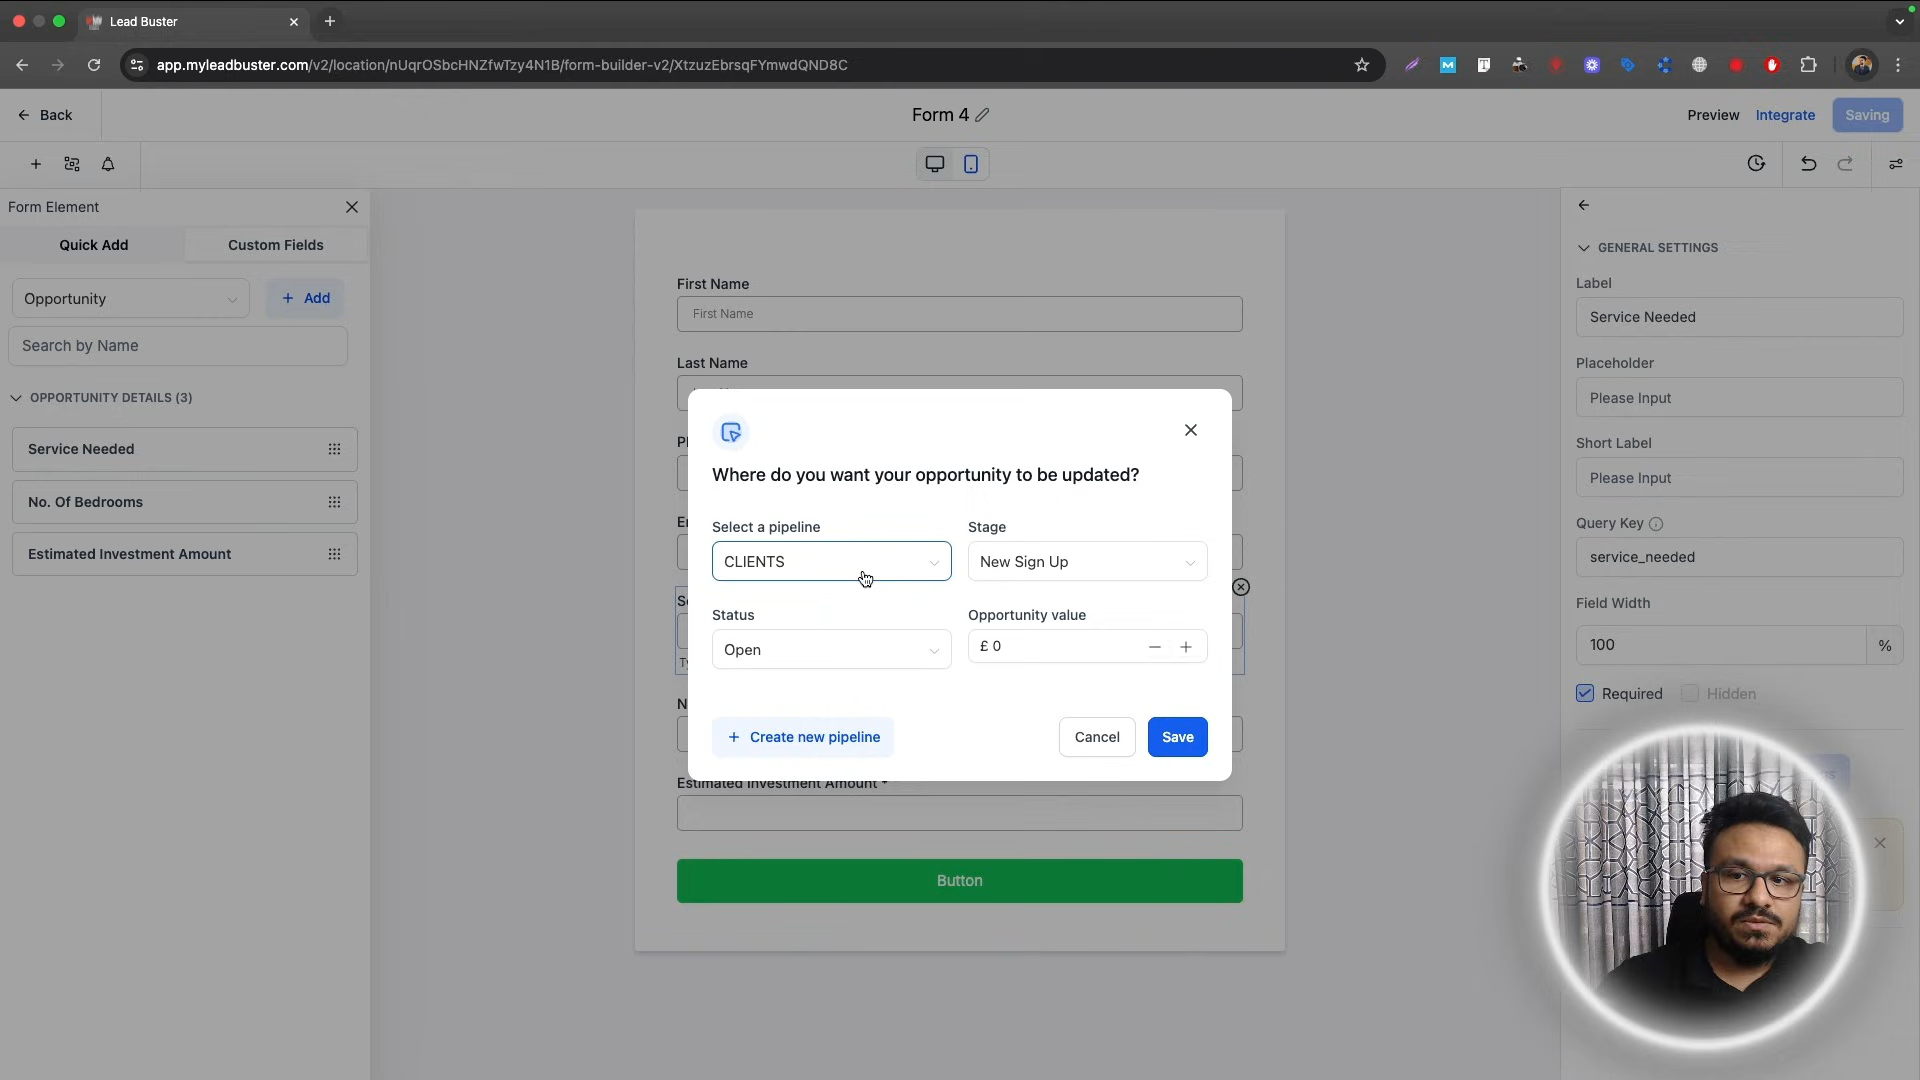 Lead Buster
app.myleadbuster.com/v2/location/nUqrOSbcHNZfwTzy4N1B/form-builder-v2/XtzuzEbrsqFYmwdQND8C
Back
Form 4
Preview
Integrate
Saving
Form Element
Quick Add
Custom Fields
Opportunity
+ Add
Search by Name
OPPORTUNITY DETAILS (3)
Service Needed
No. Of Bedrooms
Estimated Investment Amount
First Name
First Name
Last Name
Where do you want your opportunity to be updated?
Select a pipeline
Stage
CLIENTS
New Sign Up
Status
Opportunity value
Open
£ 0
+ Create new pipeline
Cancel
Save
Estimated Investment Amount *
Button
GENERAL SETTINGS
Label
Service Needed
Placeholder
Please Input
Short Label
Please Input
Query Key
service_needed
Field Width
100
%
Required
Hidden